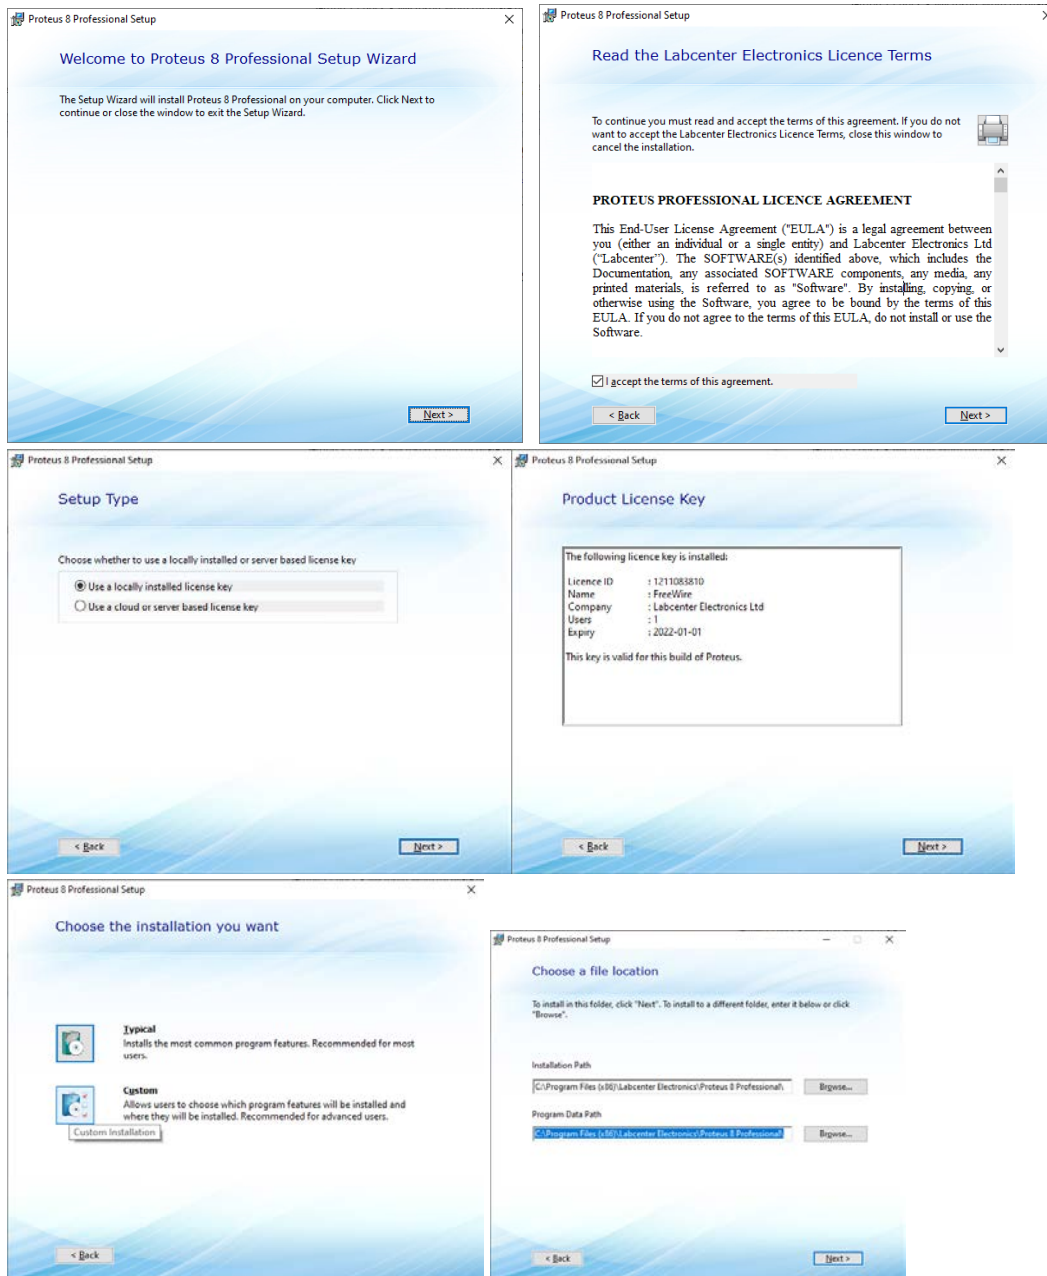 Proteus 8 Professional Setup
Welcome to Proteus 8 Professional Setup Wizard
The Setup Wizard will install Proteus 8 Professional on your computer. Click Next to
continue or close the window to exit the Setup Wizard.
Next >
Proteus 8 Professional Setup
Read the Labcenter Electronics Licence Terms
To continue you must read and accept the terms of this agreement. If you do not
want to accept the Labcenter Electronics Licence Terms, close this window to
cancel the installation.
PROTEUS PROFESSIONAL LICENCE AGREEMENT
This End-User License Agreement ("EULA") is a legal agreement between
you (either an individual or a single entity) and Labcenter Electronics Ltd
("Labcenter"). The SOFTWARE(s) identified above, which includes the
Documentation, any associated SOFTWARE components, any media, any
printed materials, is referred to as "Software". By installing, copying, or
otherwise using the Software, you agree to be bound by the terms of this
EULA. If you do not agree to the terms of this EULA, do not install or use the
Software.
I accept the terms of this agreement.
< Back
Next >
Proteus 8 Professional Setup
Setup Type
Choose whether to use a locally installed or server based license key
Use a locally installed license key
Use a cloud or server based license key
< Back
Next >
Proteus 8 Professional Setup
Product License Key
The following licence key is installed:
Licence ID : 1211083810
Name : FreeWire
Company : Labcenter Electronics Ltd
Users : 1
Expiry : 2022-01-01
This key is valid for this build of Proteus.
< Back
Next >
Proteus 8 Professional Setup
Choose the installation you want
Typical
Installs the most common program features. Recommended for most
users.
Custom
Allows users to choose which program features will be installed and
where they will be installed. Recommended for advanced users.
Custom Installation
< Back
Proteus 8 Professional Setup
Choose a file location
To install in this folder, click "Next". To install to a different folder, enter it below or click
"Browse".
Installation Path
C:\Program Files (x86)\Labcenter Electronics\Proteus 8 Professional\
Browse...
Program Data Path
C:\Program Files (x86)\Labcenter Electronics\Proteus 8 Professional\
Browse...
< Back
Next >